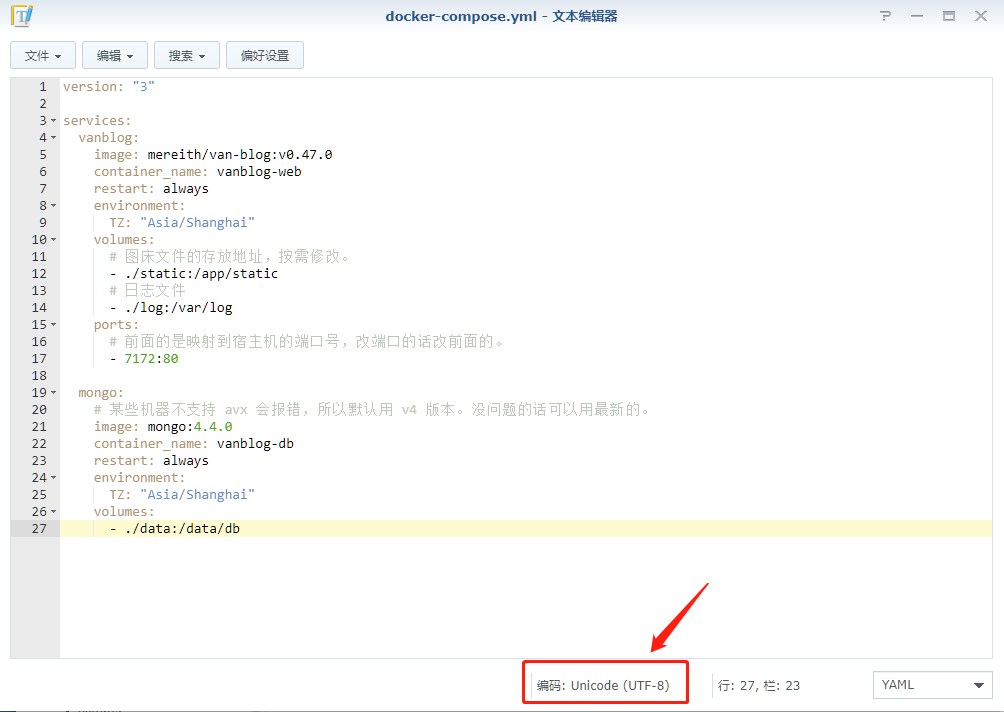 docker-compose.yml - 文本编辑器
文件 编辑 搜索 偏好设置
1 version: "3"
2
3 services:
4 vanblog:
5 image: mereith/van-blog:v0.47.0
6 container_name: vanblog-web
7 restart: always
8 environment:
9 TZ: "Asia/Shanghai"
10 volumes:
11 # 图床文件的存放地址，按需修改。
12 - ./static:/app/static
13 # 日志文件
14 - ./log:/var/log
15 ports:
16 # 前面的是映射到宿主机的端口号，改端口的话改前面的。
17 - 7172:80
18
19 mongo:
20 # 某些机器不支持 avx 会报错，所以默认用 v4 版本。没问题的话可以用最新的。
21 image: mongo:4.4.0
22 container_name: vanblog-db
23 restart: always
24 environment:
25 TZ: "Asia/Shanghai"
26 volumes:
27 - ./data:/data/db
编码: Unicode (UTF-8) 行: 27, 栏: 23 YAML